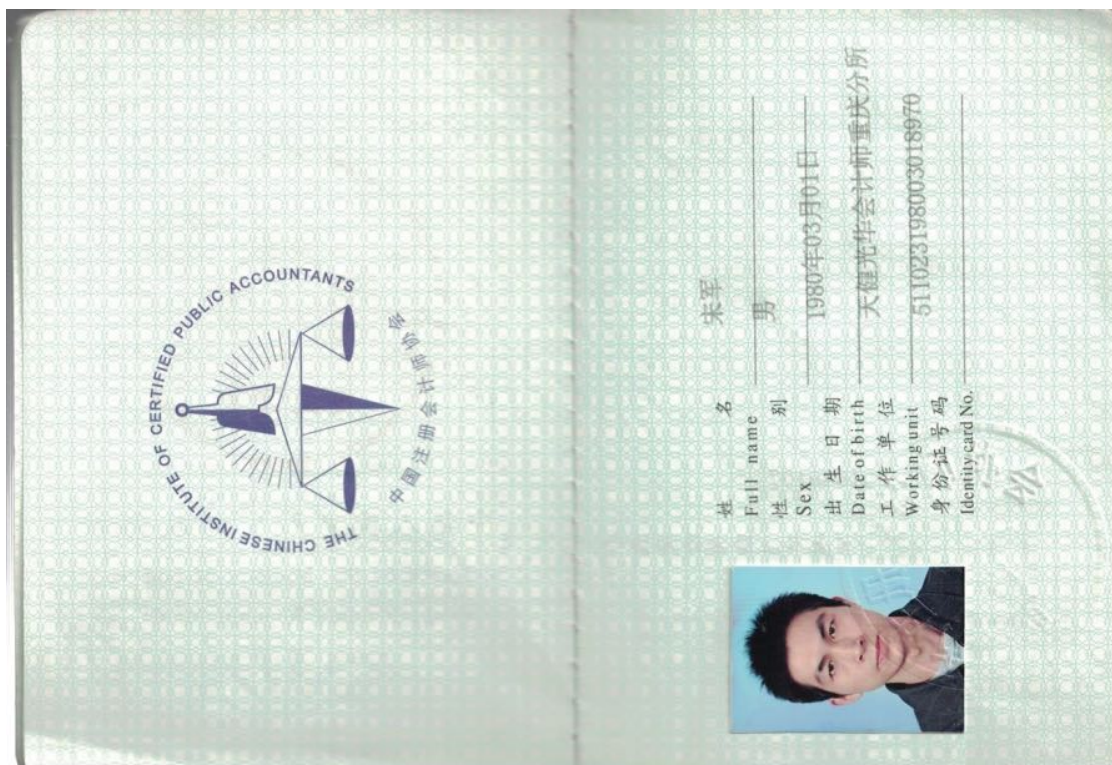 THE CHINESE INSTITUTE OF CERTIFIED PUBLIC ACCOUNTANTS
中国注册会计师协会
姓 名 宋军
Full name
性 别 男
Sex
出 生 日 期 1980年03月01日
Date of birth
工 作 单 位 天健光华会计师重庆分所
Working unit
身 份 证 号 码 511023198003018970
Identity card No.